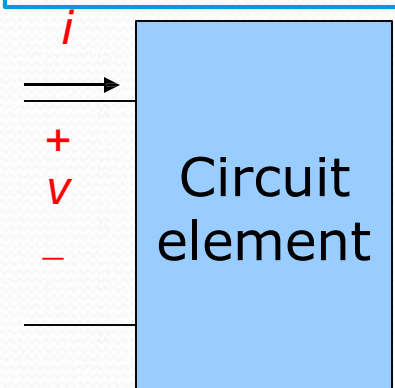 i
+
v
–
Circuit
element